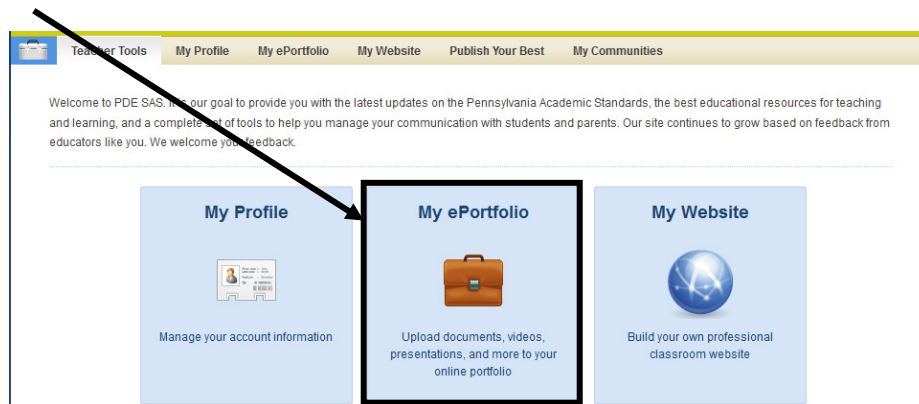 Teacher Tools My Profile My ePortfolio My Website Publish Your Best My Communities
Welcome to PDE SAS. It is our goal to provide you with the latest updates on the Pennsylvania Academic Standards, the best educational resources for teaching
and learning, and a complete set of tools to help you manage your communication with students and parents. Our site continues to grow based on feedback from
educators like you. We welcome your feedback.
My Profile
Manage your account information
My ePortfolio
Upload documents, videos,
presentations, and more to your
online portfolio
My Website
Build your own professional
classroom website